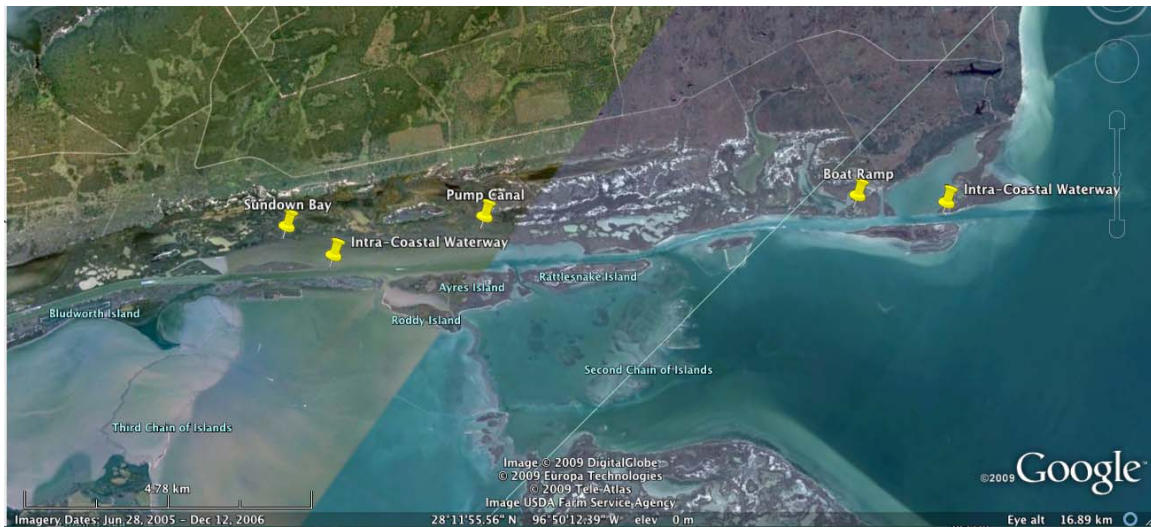 Boat Ramp
Intra-Coastal Waterway
Pump Canal
Sundown Bay
Intra-Coastal Waterway
Rattlesnake Island
Ayres Island
Bludworth Island
Roddy Island
Second Chain of Islands
Third Chain of Islands
Image © 2009 DigitalGlobe
© 2009 Europa Technologies
© 2009 Tele-Atlas
Image USDA Farm Service Agency
©2009 Google™
4.78 km
Imagery Dates: Jun 28, 2005 - Dec 12, 2006
28°11'55.56" N 96°50'12.39" W elev 0 m
Eye alt 16.89 km